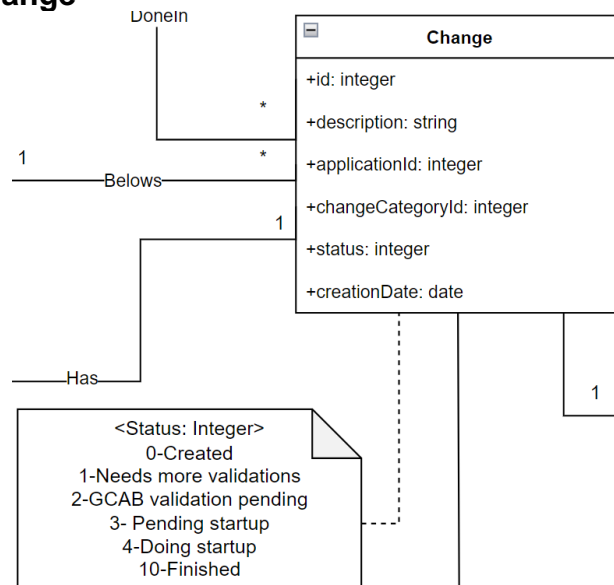 ange
DoneIn
Change
+id: integer
*
+description: string
1
*
+applicationId: integer
Belows
+changeCategoryId: integer
1
+status: integer
+creationDate: date
Has
1
<Status: Integer>
0-Created
1-Needs more validations
2-GCAB validation pending
3- Pending startup
4-Doing startup
10-Finished